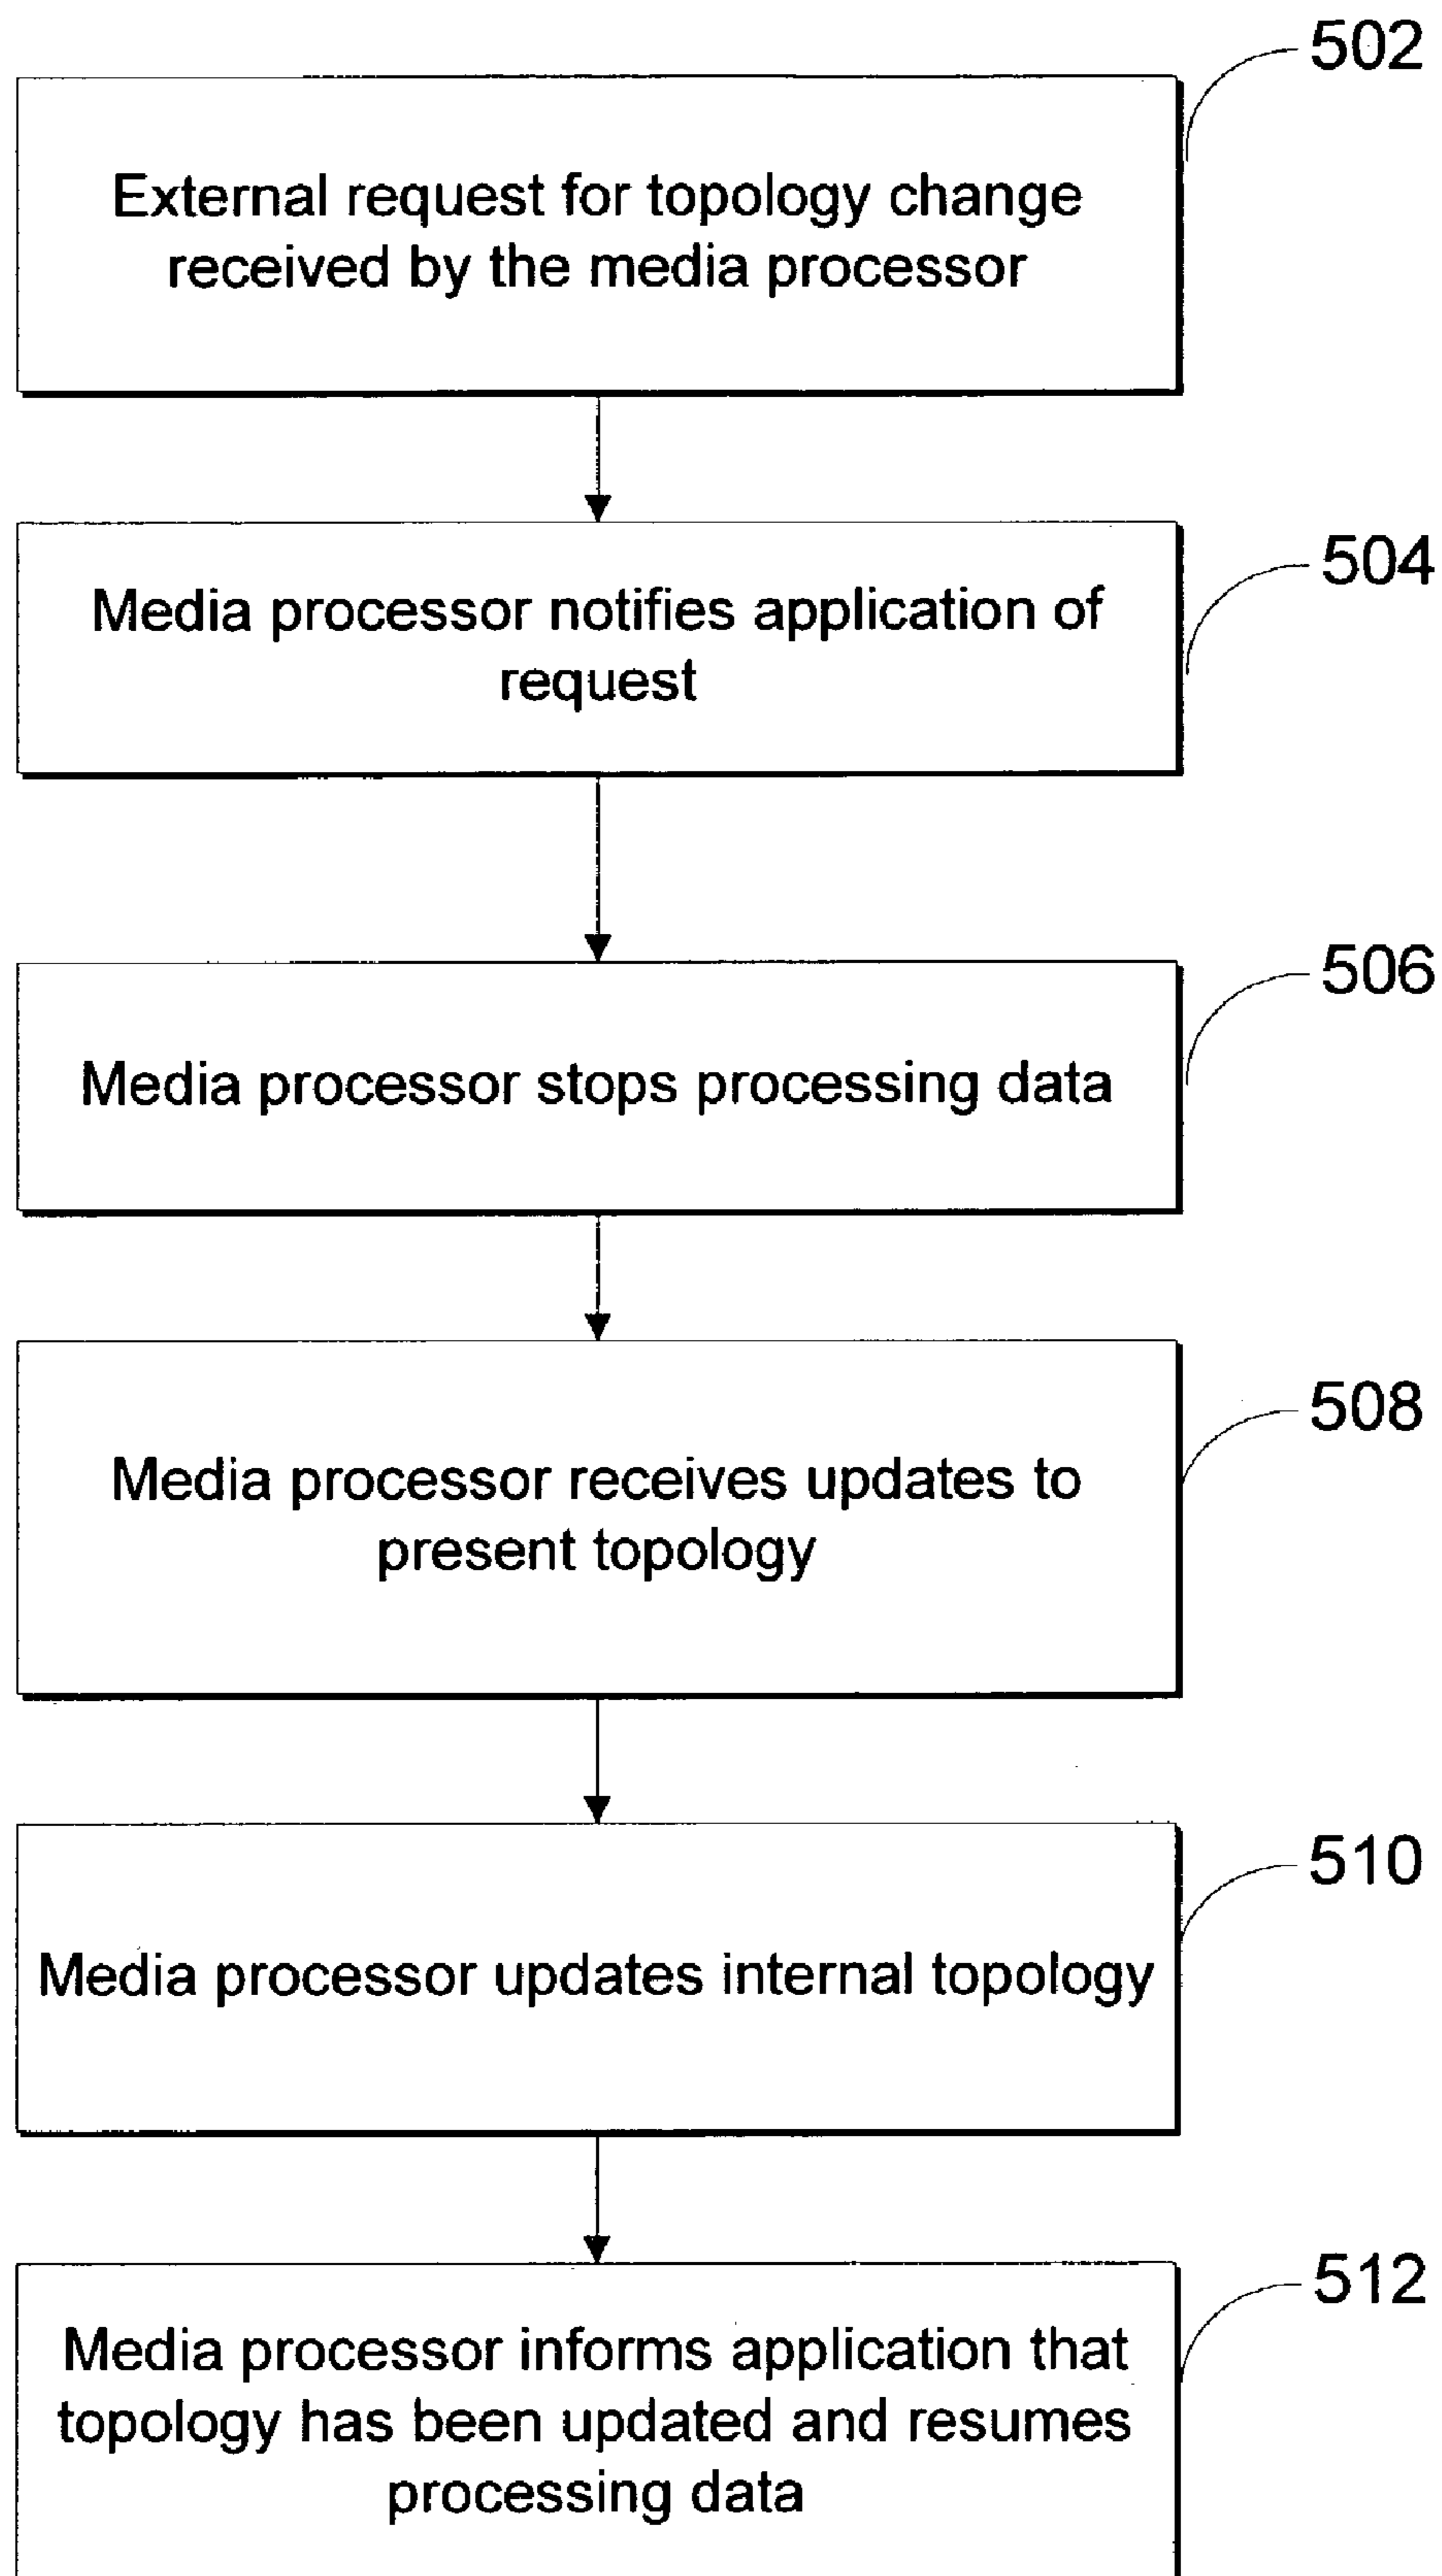 502
External request for topology change
received by the media processor
504
Media processor notifies application of
request
506
Media processor stops processing data
508
Media processor receives updates to
present topology
510
Media processor updates internal topology
512
Media processor informs application that
topology has been updated and resumes
processing data